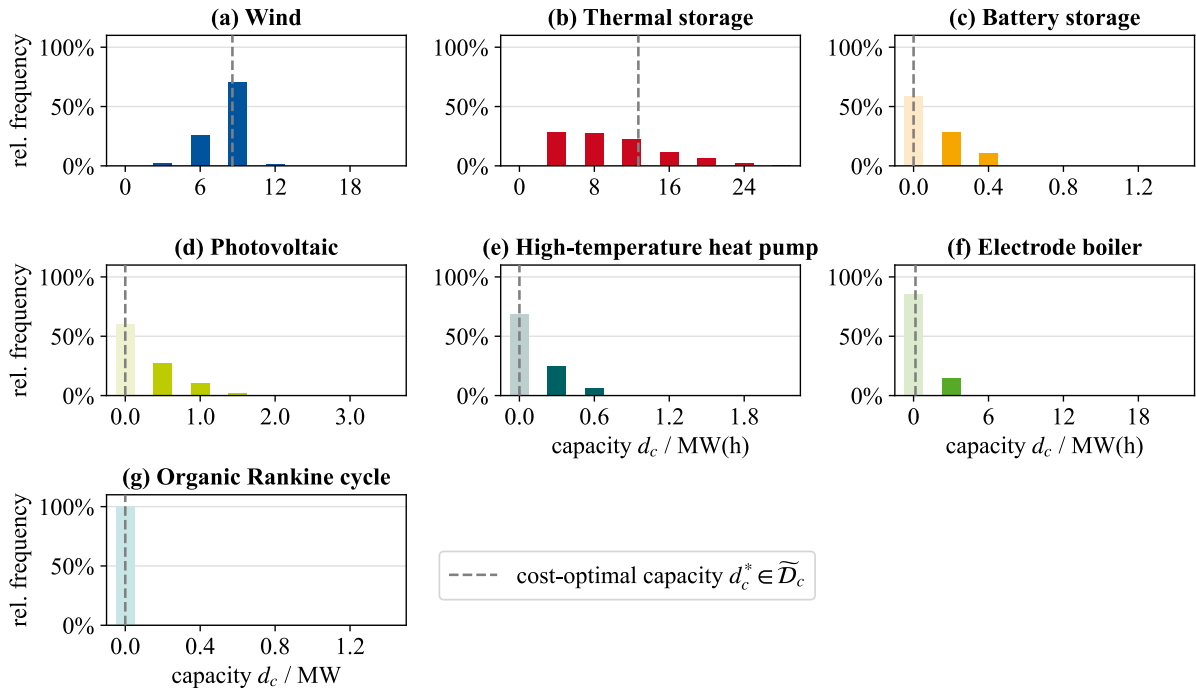 (a) Wind
(b) Thermal storage
(c) Battery storage
rel. frequency
100%
50%
0%
0 6 12 18
100%
50%
0%
0 8 16 24
100%
50%
0%
0.0 0.4 0.8 1.2
(d) Photovoltaic
(e) High-temperature heat pump
(f) Electrode boiler
rel. frequency
100%
50%
0%
0.0 1.0 2.0 3.0
100%
50%
0%
0.0 0.6 1.2 1.8
capacity d_c / MW(h)
100%
50%
0%
0 6 12 18
capacity d_c / MW(h)
(g) Organic Rankine cycle
rel. frequency
100%
50%
0%
0.0 0.4 0.8 1.2
capacity d_c / MW
cost-optimal capacity d_c^* ∈ 𝒟̃_c